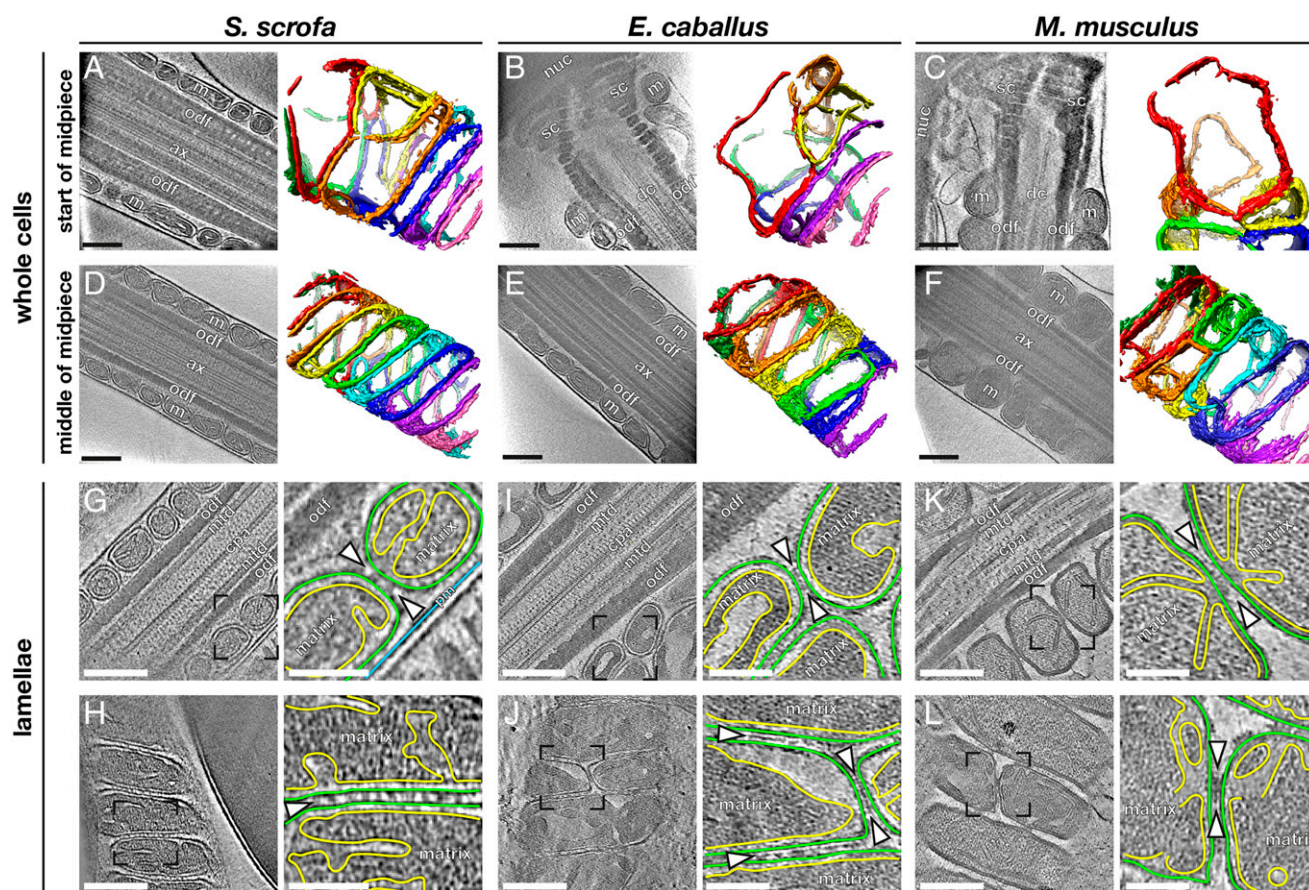 S. scrofa
E. caballus
M. musculus
whole cells
start of midpiece
A
m
odf
ax
odf
m
B
nuc
sc
m
sc
dc
odf
m
odf
C
nuc
sc
sc
m
dc
m
odf
odf
middle of midpiece
D
m
odf
ax
odf
m
E
m
odf
ax
odf
m
F
m
odf
ax
odf
m
lamellae
G
odf
mtd
cpa
mtd
odf
odf
matrix
matrix
pm
I
odf
mtd
cpa
mtd
odf
odf
matrix
matrix
matrix
K
odf
mtd
cpa
mtd
odf
matrix
matrix
H
matrix
matrix
J
matrix
matrix
matrix
L
matrix
matrix